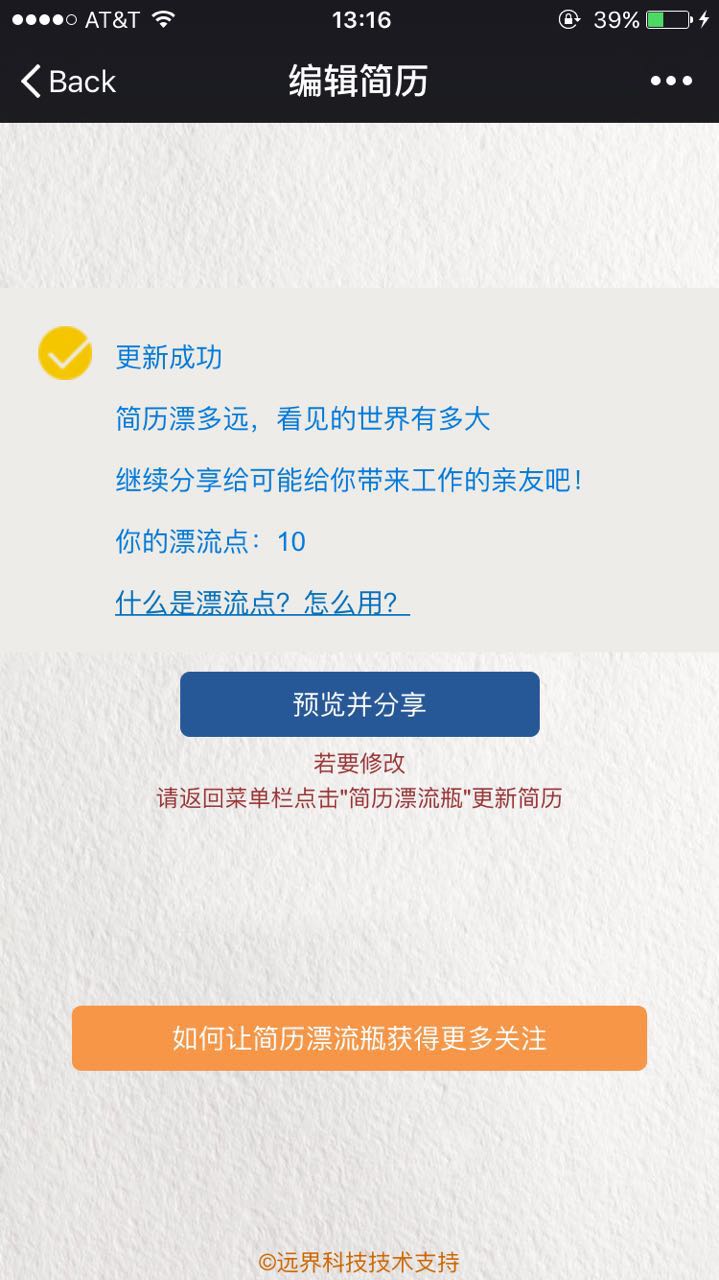 AT&T 13:16 39%
Back 编辑简历
更新成功
简历漂多远，看见的世界有多大
继续分享给可能给你带来工作的亲友吧！
你的漂流点：10
什么是漂流点？怎么用？
预览并分享
若要修改
请返回菜单栏点击"简历漂流瓶"更新简历
如何让简历漂流瓶获得更多关注
©远界科技技术支持